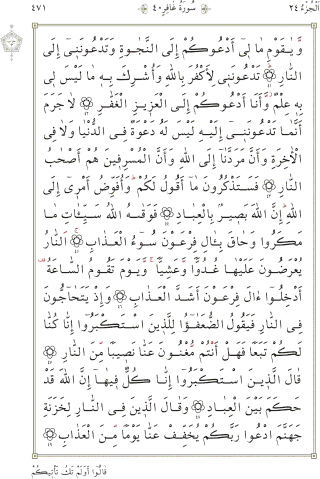 الجزء ٢٤ سورة غافر ٤٠ ٤٧١
وَيَٰقَوْمِ مَا لِىٓ أَدْعُوكُمْ إِلَى ٱلنَّجَوٰةِ وَتَدْعُونَنِىٓ إِلَى
ٱلنَّارِ ۝ تَدْعُونَنِى لِأَكْفُرَ بِٱللَّهِ وَأُشْرِكَ بِهِۦ مَا لَيْسَ لِى
بِهِۦ عِلْمٌ وَأَنَا۠ أَدْعُوكُمْ إِلَى ٱلْعَزِيزِ ٱلْغَفَّٰرِ ۝ لَا جَرَمَ
أَنَّمَا تَدْعُونَنِىٓ إِلَيْهِ لَيْسَ لَهُۥ دَعْوَةٌ فِى ٱلدُّنْيَا وَلَا فِى
ٱلْءَاخِرَةِ وَأَنَّ مَرَدَّنَآ إِلَى ٱللَّهِ وَأَنَّ ٱلْمُسْرِفِينَ هُمْ أَصْحَٰبُ
ٱلنَّارِ ۝ فَسَتَذْكُرُونَ مَآ أَقُولُ لَكُمْ وَأُفَوِّضُ أَمْرِىٓ إِلَى
ٱللَّهِ إِنَّ ٱللَّهَ بَصِيرٌۢ بِٱلْعِبَادِ ۝ فَوَقَىٰهُ ٱللَّهُ سَيِّـَٔاتِ مَا
مَكَرُوا۟ وَحَاقَ بِـَٔالِ فِرْعَوْنَ سُوٓءُ ٱلْعَذَابِ ۝ ٱلنَّارُ
يُعْرَضُونَ عَلَيْهَا غُدُوًّا وَعَشِيًّا وَيَوْمَ تَقُومُ ٱلسَّاعَةُ
أَدْخِلُوٓا۟ ءَالَ فِرْعَوْنَ أَشَدَّ ٱلْعَذَابِ ۝ وَإِذْ يَتَحَآجُّونَ
فِى ٱلنَّارِ فَيَقُولُ ٱلضُّعَفَٰٓؤُا۟ لِلَّذِينَ ٱسْتَكْبَرُوٓا۟ إِنَّا كُنَّا
لَكُمْ تَبَعًا فَهَلْ أَنتُم مُّغْنُونَ عَنَّا نَصِيبًا مِّنَ ٱلنَّارِ ۝
قَالَ ٱلَّذِينَ ٱسْتَكْبَرُوٓا۟ إِنَّا كُلٌّ فِيهَآ إِنَّ ٱللَّهَ قَدْ
حَكَمَ بَيْنَ ٱلْعِبَادِ ۝ وَقَالَ ٱلَّذِينَ فِى ٱلنَّارِ لِخَزَنَةِ
جَهَنَّمَ ٱدْعُوا۟ رَبَّكُمْ يُخَفِّفْ عَنَّا يَوْمًا مِّنَ ٱلْعَذَابِ ۝
قَالُوٓا۟ أَوَلَمْ تَكُ تَأْتِيكُمْ